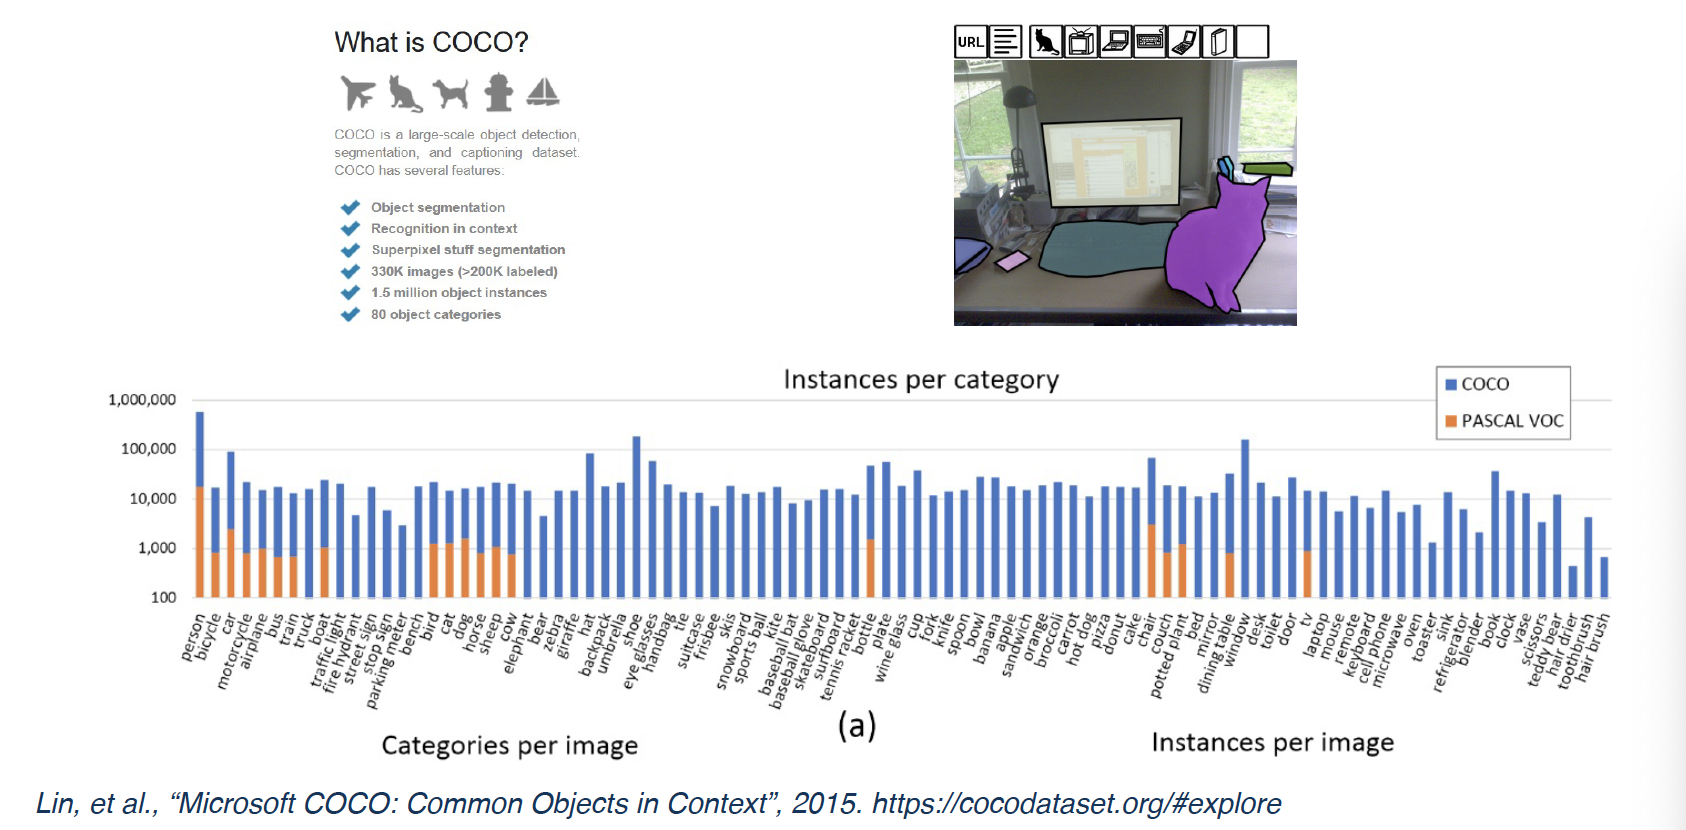 What is COCO?
COCO is a large-scale object detection,
segmentation, and captioning dataset.
COCO has several features:
Object segmentation
Recognition in context
Superpixel stuff segmentation
330K images (>200K labeled)
1.5 million object instances
80 object categories
URL
Instances per category
COCO
PASCAL VOC
1,000,000
100,000
10,000
1,000
100
person
bicycle
car
motorcycle
airplane
bus
train
truck
boat
traffic light
fire hydrant
street sign
stop sign
parking meter
bench
bird
cat
dog
horse
sheep
cow
elephant
bear
zebra
giraffe
hat
backpack
umbrella
shoe
eye glasses
handbag
tie
suitcase
frisbee
skis
snowboard
sports ball
kite
baseball bat
baseball glove
skateboard
surfboard
tennis racket
bottle
plate
wine glass
cup
fork
knife
spoon
bowl
banana
apple
sandwich
orange
broccoli
carrot
hot dog
pizza
donut
cake
chair
couch
potted plant
bed
mirror
dining table
window
desk
toilet
door
tv
laptop
mouse
remote
keyboard
cell phone
microwave
oven
toaster
sink
refrigerator
blender
book
clock
vase
scissors
teddy bear
hair drier
toothbrush
hair brush
(a)
Categories per image
Instances per image
Lin, et al., “Microsoft COCO: Common Objects in Context”, 2015. https://cocodataset.org/#explore